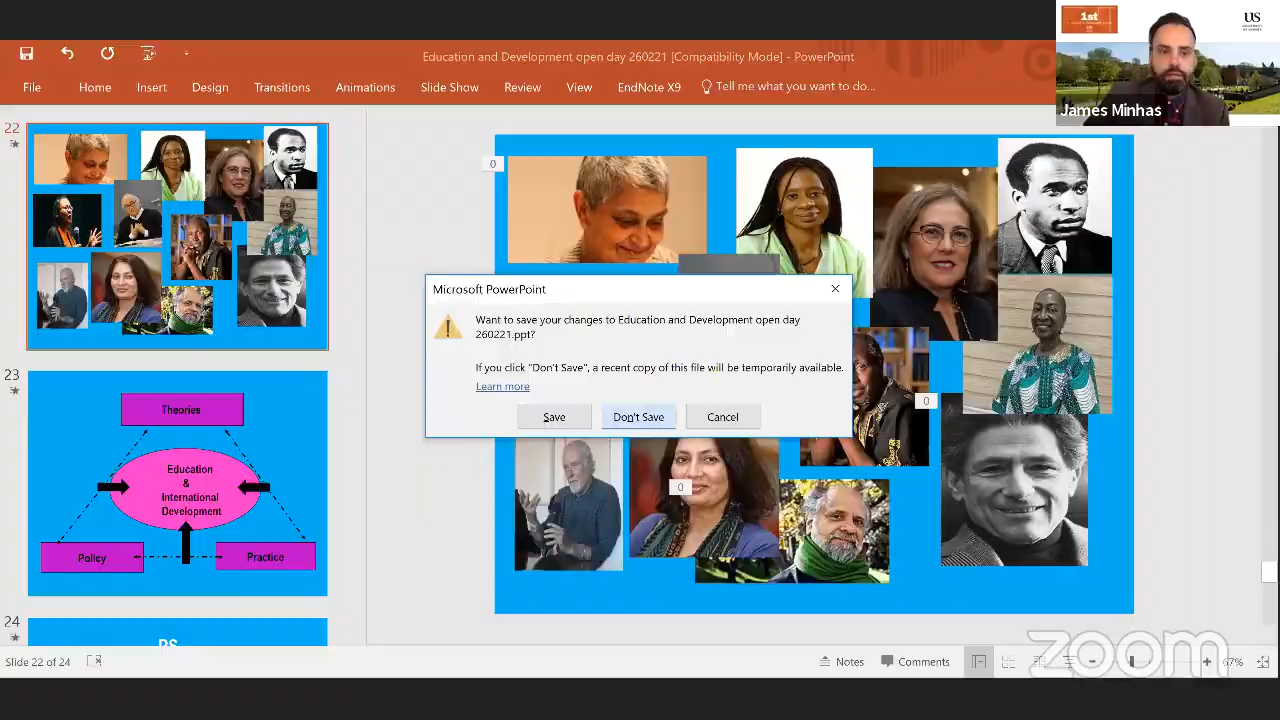 Education and Development open day 260221 [Compatibility Mode] - PowerPoint
1st
US
James Minhas
File Home Insert Design Transitions Animations Slide Show Review View EndNote X9 Tell me what you want to do...
22
0
Microsoft PowerPoint
Want to save your changes to Education and Development open day
260221.ppt?
If you click "Don't Save", a recent copy of this file will be temporarily available.
Learn more
Save Don't Save Cancel
0
0
23
Theories
Education
&
International
Development
Policy
Practice
24
PS
zoom
Slide 22 of 24
Notes
Comments
67%